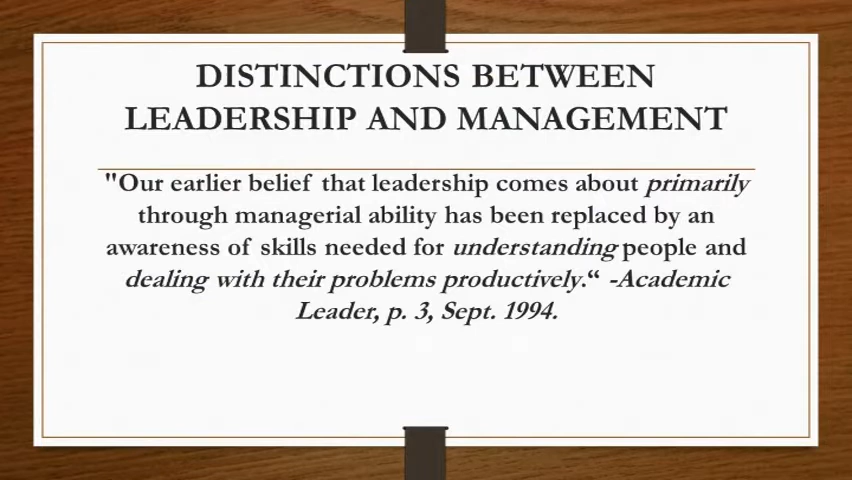 DISTINCTIONS BETWEEN
LEADERSHIP AND MANAGEMENT
"Our earlier belief that leadership comes about primarily
through managerial ability has been replaced by an
awareness of skills needed for understanding people and
dealing with their problems productively.“ -Academic
Leader, p. 3, Sept. 1994.